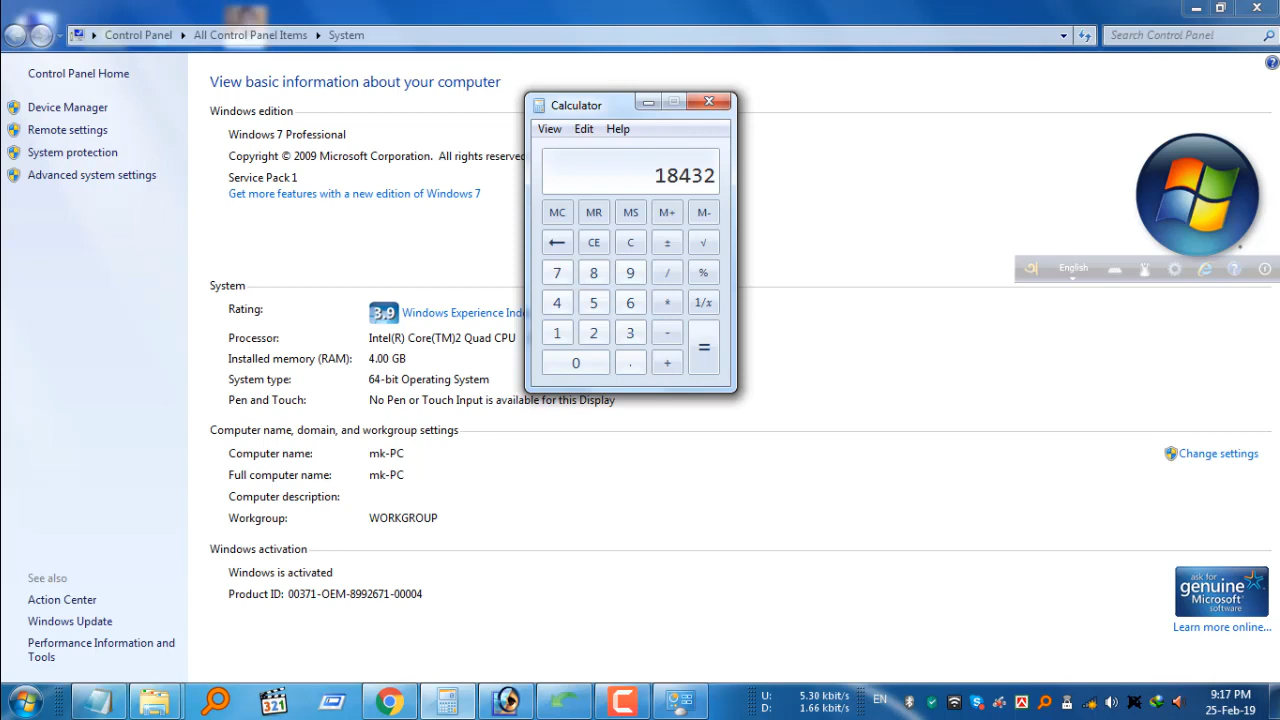 Control Panel
All Control Panel Items
System
Search Control Panel
Control Panel Home
Device Manager
Remote settings
System protection
Advanced system settings
See also
Action Center
Windows Update
Performance Information and
Tools
View basic information about your computer
Windows edition
Windows 7 Professional
Copyright © 2009 Microsoft Corporation. All rights reserved
Service Pack 1
Get more features with a new edition of Windows 7
System
Rating:
3.9 Windows Experience
Processor: Intel(R) Core(TM)2 Quad CPU
Installed memory (RAM): 4.00 GB
System type: 64-bit Operating System
Pen and Touch: No Pen or Touch Input is available for this Display
Computer name, domain, and workgroup settings
Computer name: mk-PC
Full computer name: mk-PC
Computer description:
Workgroup: WORKGROUP
Change settings
Windows activation
Windows is activated
Product ID: 00371-OEM-8992671-00004
ask for
genuine
Microsoft
software
Learn more online...
Calculator
View Edit Help
18432
MC MR MS M+ M-
← CE C ± √
7 8 9 / %
4 5 6 * 1/x
1 2 3 - =
0 . +
English
321
U: 5.30 kbit/s
D: 1.66 kbit/s
EN
9:17 PM
25-Feb-19